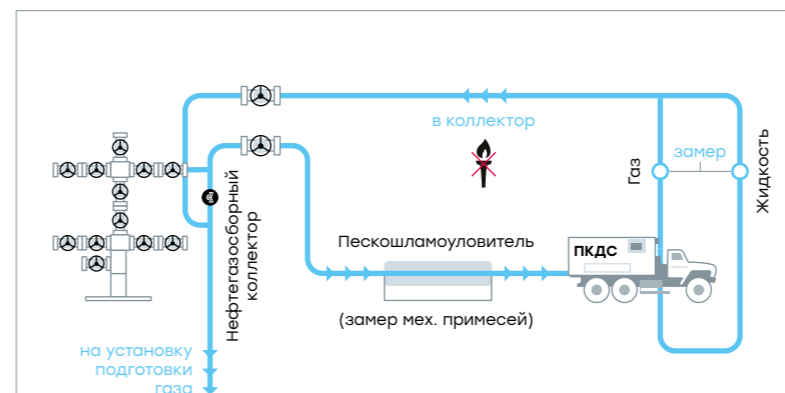 в коллектор
Газ
замер
Жидкость
Нефтегазосборный
коллектор
Пескошламоуловитель
ПКДС
(замер мех. примесей)
на установку
подготовки
газа